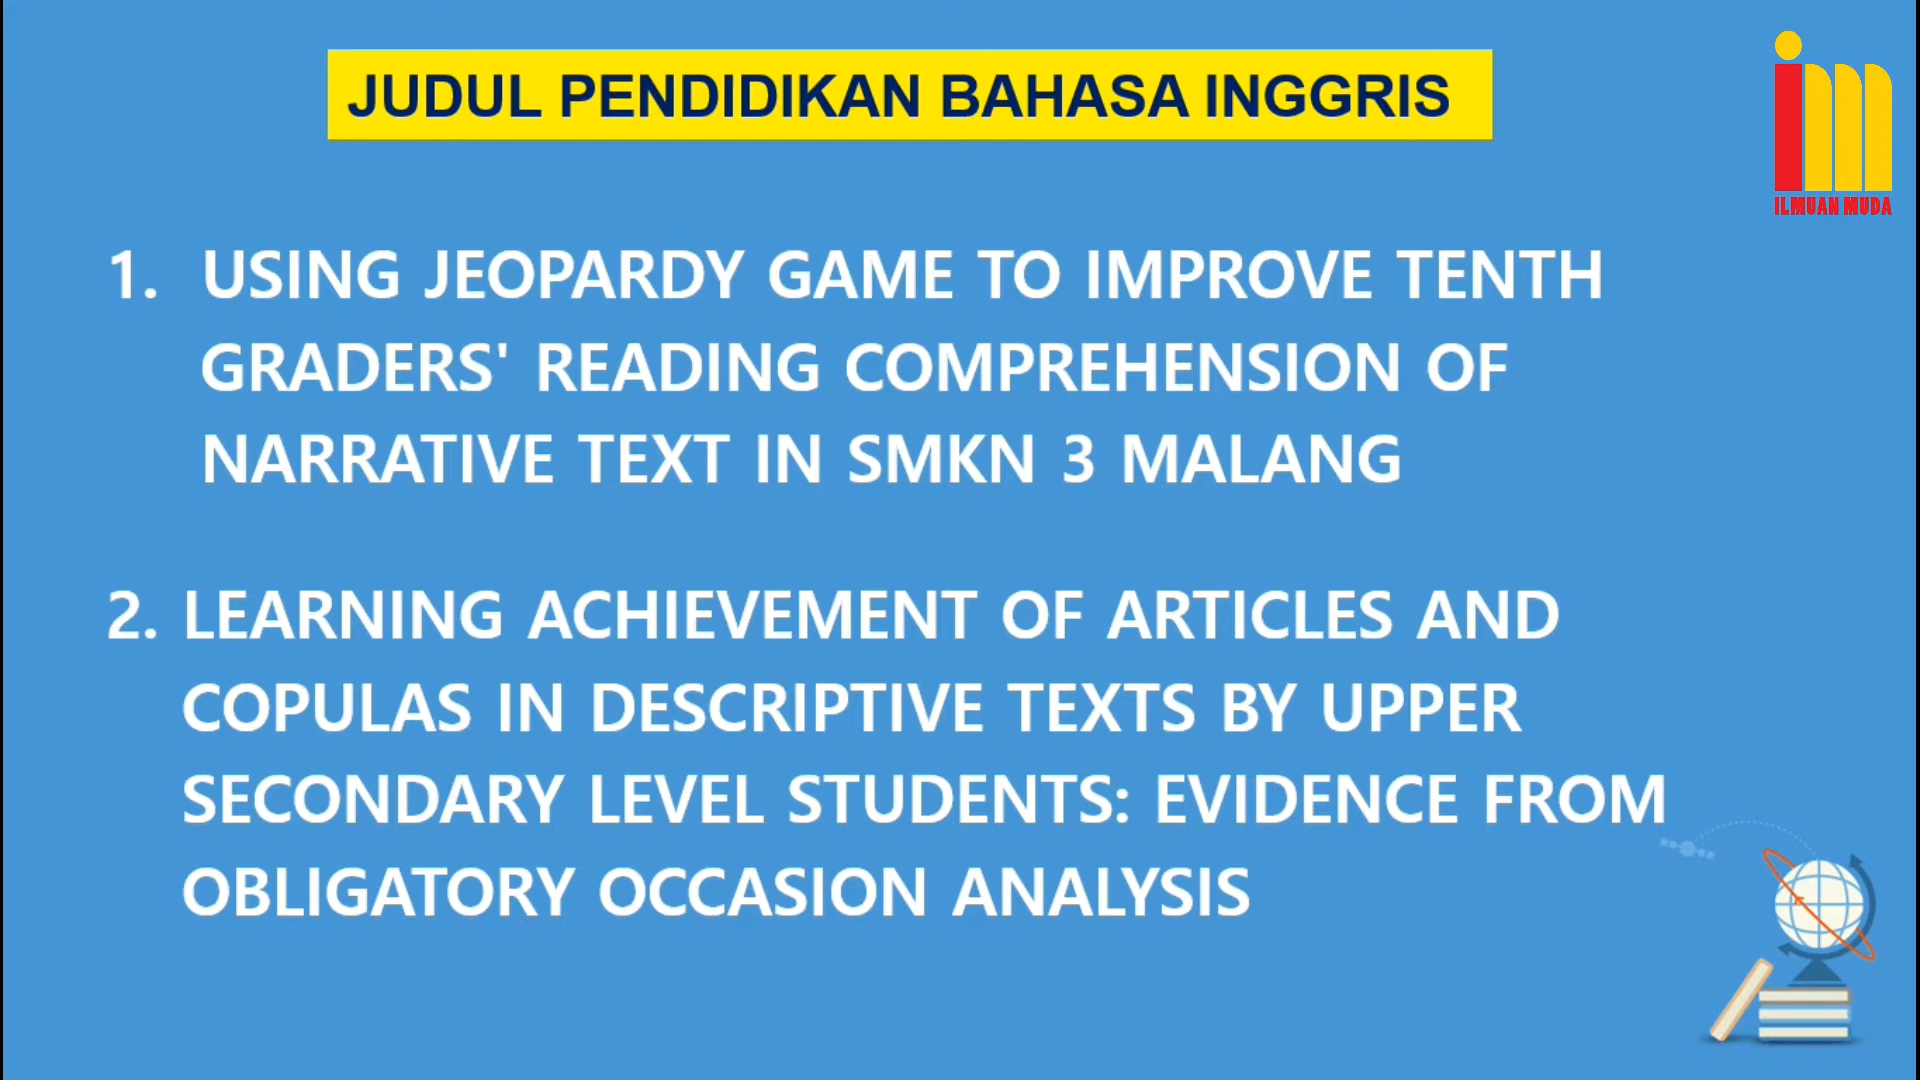 JUDUL PENDIDIKAN BAHASA INGGRIS
ILMUAN MUDA
1. USING JEOPARDY GAME TO IMPROVE TENTH
GRADERS' READING COMPREHENSION OF
NARRATIVE TEXT IN SMKN 3 MALANG
2. LEARNING ACHIEVEMENT OF ARTICLES AND
COPULAS IN DESCRIPTIVE TEXTS BY UPPER
SECONDARY LEVEL STUDENTS: EVIDENCE FROM
OBLIGATORY OCCASION ANALYSIS